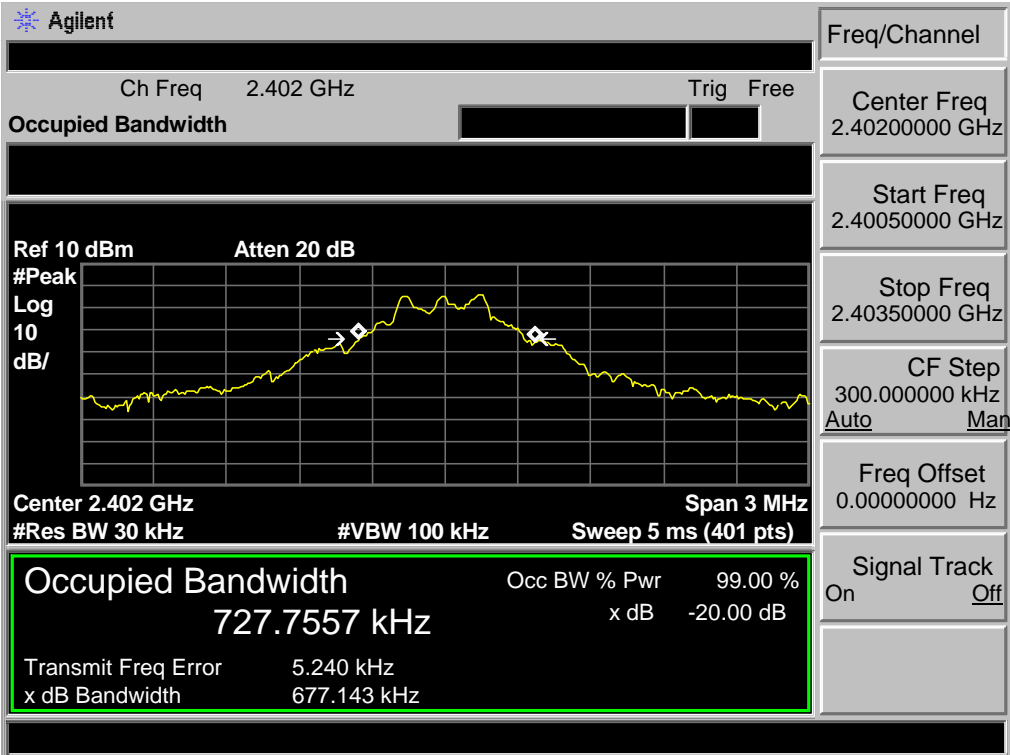 Agilent
Freq/Channel
Ch Freq 2.402 GHz Trig Free
Occupied Bandwidth
Center Freq
2.40200000 GHz
Start Freq
2.40050000 GHz
Stop Freq
2.40350000 GHz
CF Step
300.000000 kHz
Auto Man
Freq Offset
0.00000000 Hz
Signal Track
On Off
Ref 10 dBm Atten 20 dB
#Peak
Log
10
dB/
Center 2.402 GHz Span 3 MHz
#Res BW 30 kHz #VBW 100 kHz Sweep 5 ms (401 pts)
Occupied Bandwidth Occ BW % Pwr 99.00 %
727.7557 kHz x dB -20.00 dB
Transmit Freq Error 5.240 kHz
x dB Bandwidth 677.143 kHz